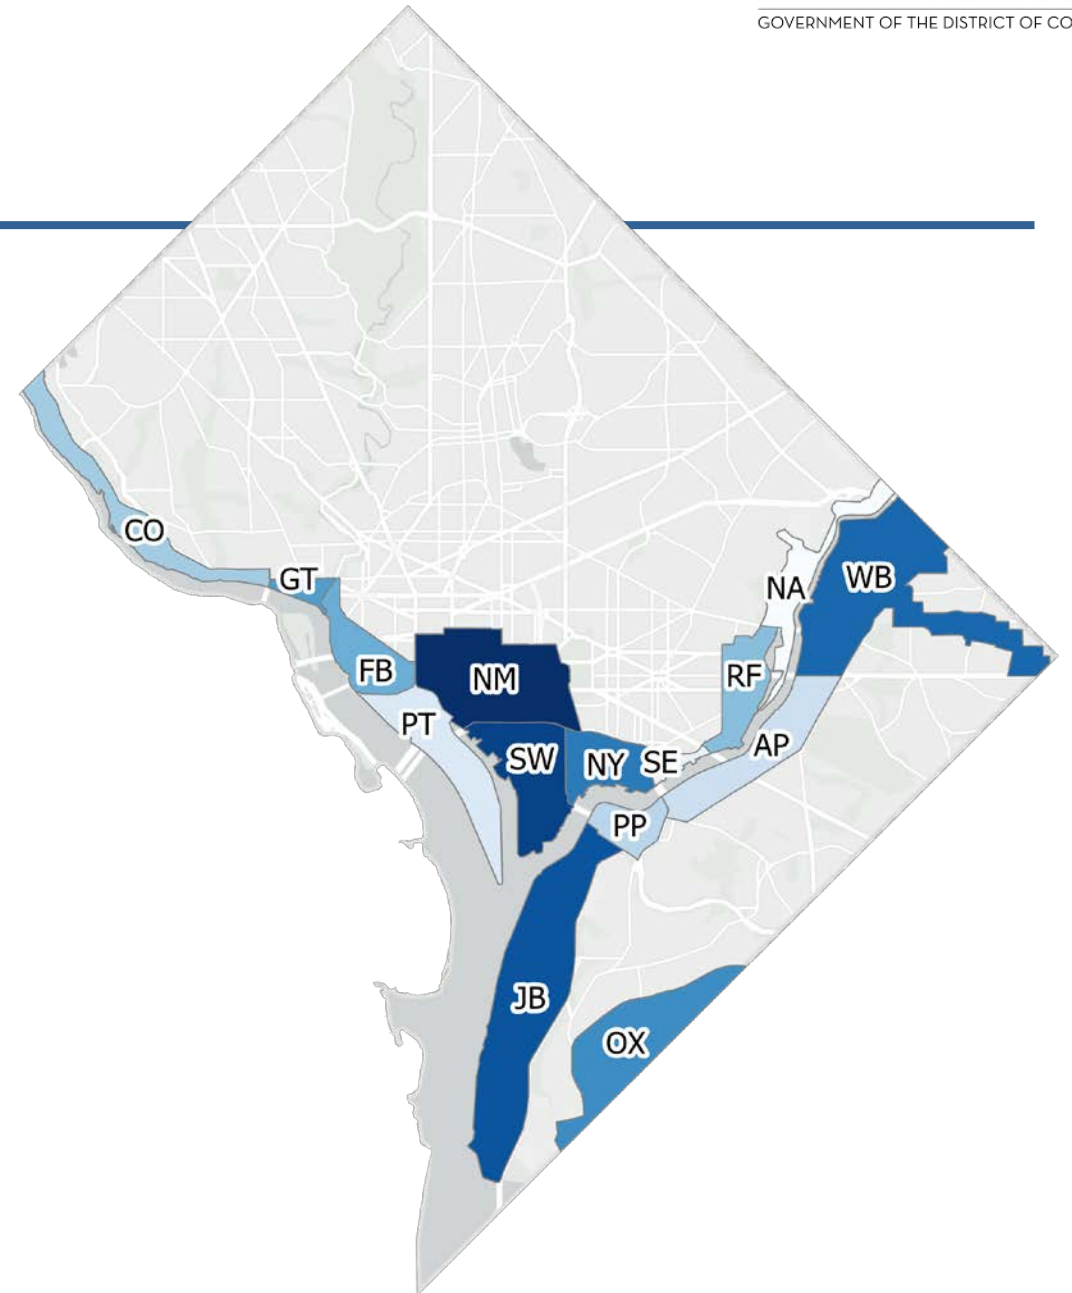 GOVERNMENT OF THE DISTRICT OF
CO
GT
NA
WB
FB
NM
RF
PT
SW
NY
SE
AP
PP
JB
OX